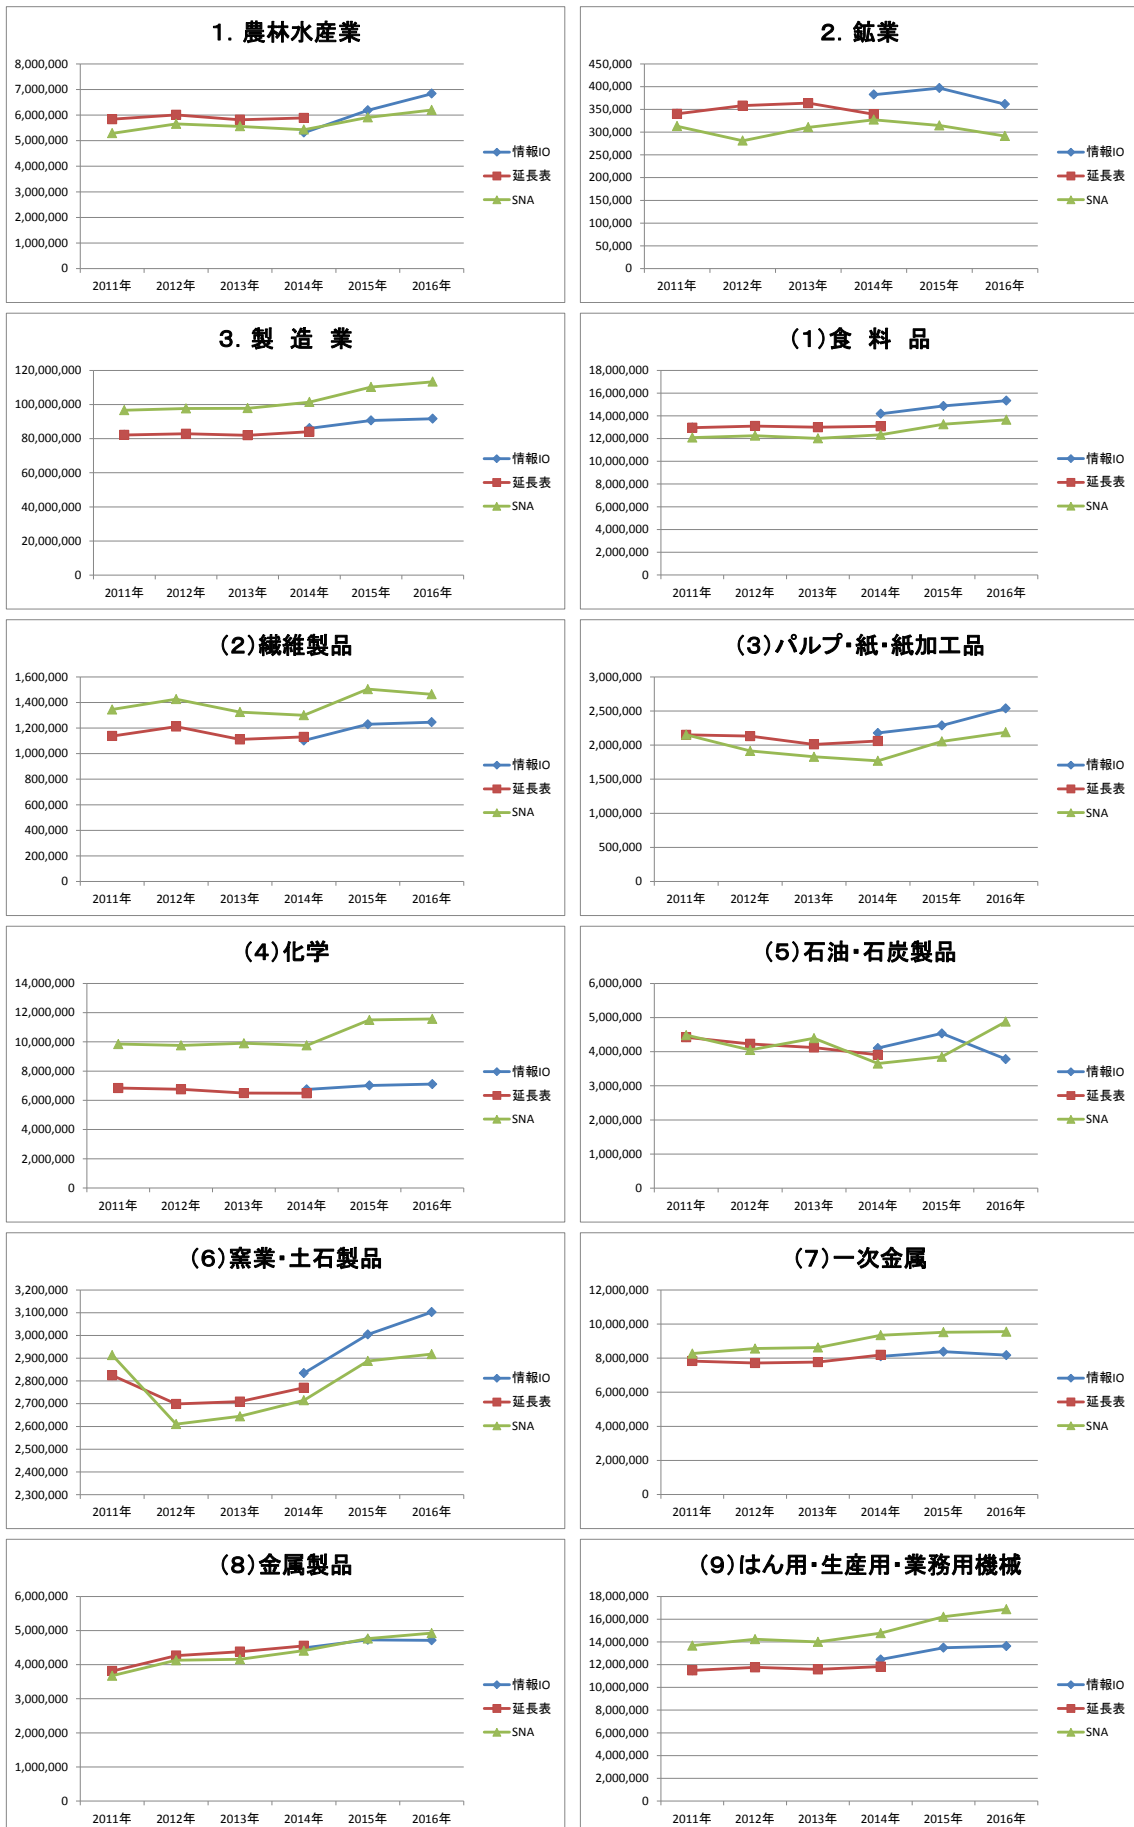 1. 農林水産業
8,000,000
7,000,000
6,000,000
5,000,000
4,000,000
3,000,000
2,000,000
1,000,000
0
2011年 2012年 2013年 2014年 2015年 2016年
情報IO
延長表
SNA
2. 鉱業
450,000
400,000
350,000
300,000
250,000
200,000
150,000
100,000
50,000
0
2011年 2012年 2013年 2014年 2015年 2016年
情報IO
延長表
SNA
3. 製 造 業
120,000,000
100,000,000
80,000,000
60,000,000
40,000,000
20,000,000
0
2011年 2012年 2013年 2014年 2015年 2016年
情報IO
延長表
SNA
(1)食 料 品
18,000,000
16,000,000
14,000,000
12,000,000
10,000,000
8,000,000
6,000,000
4,000,000
2,000,000
0
2011年 2012年 2013年 2014年 2015年 2016年
情報IO
延長表
SNA
(2)繊維製品
1,600,000
1,400,000
1,200,000
1,000,000
800,000
600,000
400,000
200,000
0
2011年 2012年 2013年 2014年 2015年 2016年
情報IO
延長表
SNA
(3)パルプ・紙・紙加工品
3,000,000
2,500,000
2,000,000
1,500,000
1,000,000
500,000
0
2011年 2012年 2013年 2014年 2015年 2016年
情報IO
延長表
SNA
(4)化学
14,000,000
12,000,000
10,000,000
8,000,000
6,000,000
4,000,000
2,000,000
0
2011年 2012年 2013年 2014年 2015年 2016年
情報IO
延長表
SNA
(5)石油・石炭製品
6,000,000
5,000,000
4,000,000
3,000,000
2,000,000
1,000,000
0
2011年 2012年 2013年 2014年 2015年 2016年
情報IO
延長表
SNA
(6)窯業・土石製品
3,200,000
3,100,000
3,000,000
2,900,000
2,800,000
2,700,000
2,600,000
2,500,000
2,400,000
2,300,000
2011年 2012年 2013年 2014年 2015年 2016年
情報IO
延長表
SNA
(7)一次金属
12,000,000
10,000,000
8,000,000
6,000,000
4,000,000
2,000,000
0
2011年 2012年 2013年 2014年 2015年 2016年
情報IO
延長表
SNA
(8)金属製品
6,000,000
5,000,000
4,000,000
3,000,000
2,000,000
1,000,000
0
2011年 2012年 2013年 2014年 2015年 2016年
情報IO
延長表
SNA
(9)はん用・生産用・業務用機械
18,000,000
16,000,000
14,000,000
12,000,000
10,000,000
8,000,000
6,000,000
4,000,000
2,000,000
0
2011年 2012年 2013年 2014年 2015年 2016年
情報IO
延長表
SNA